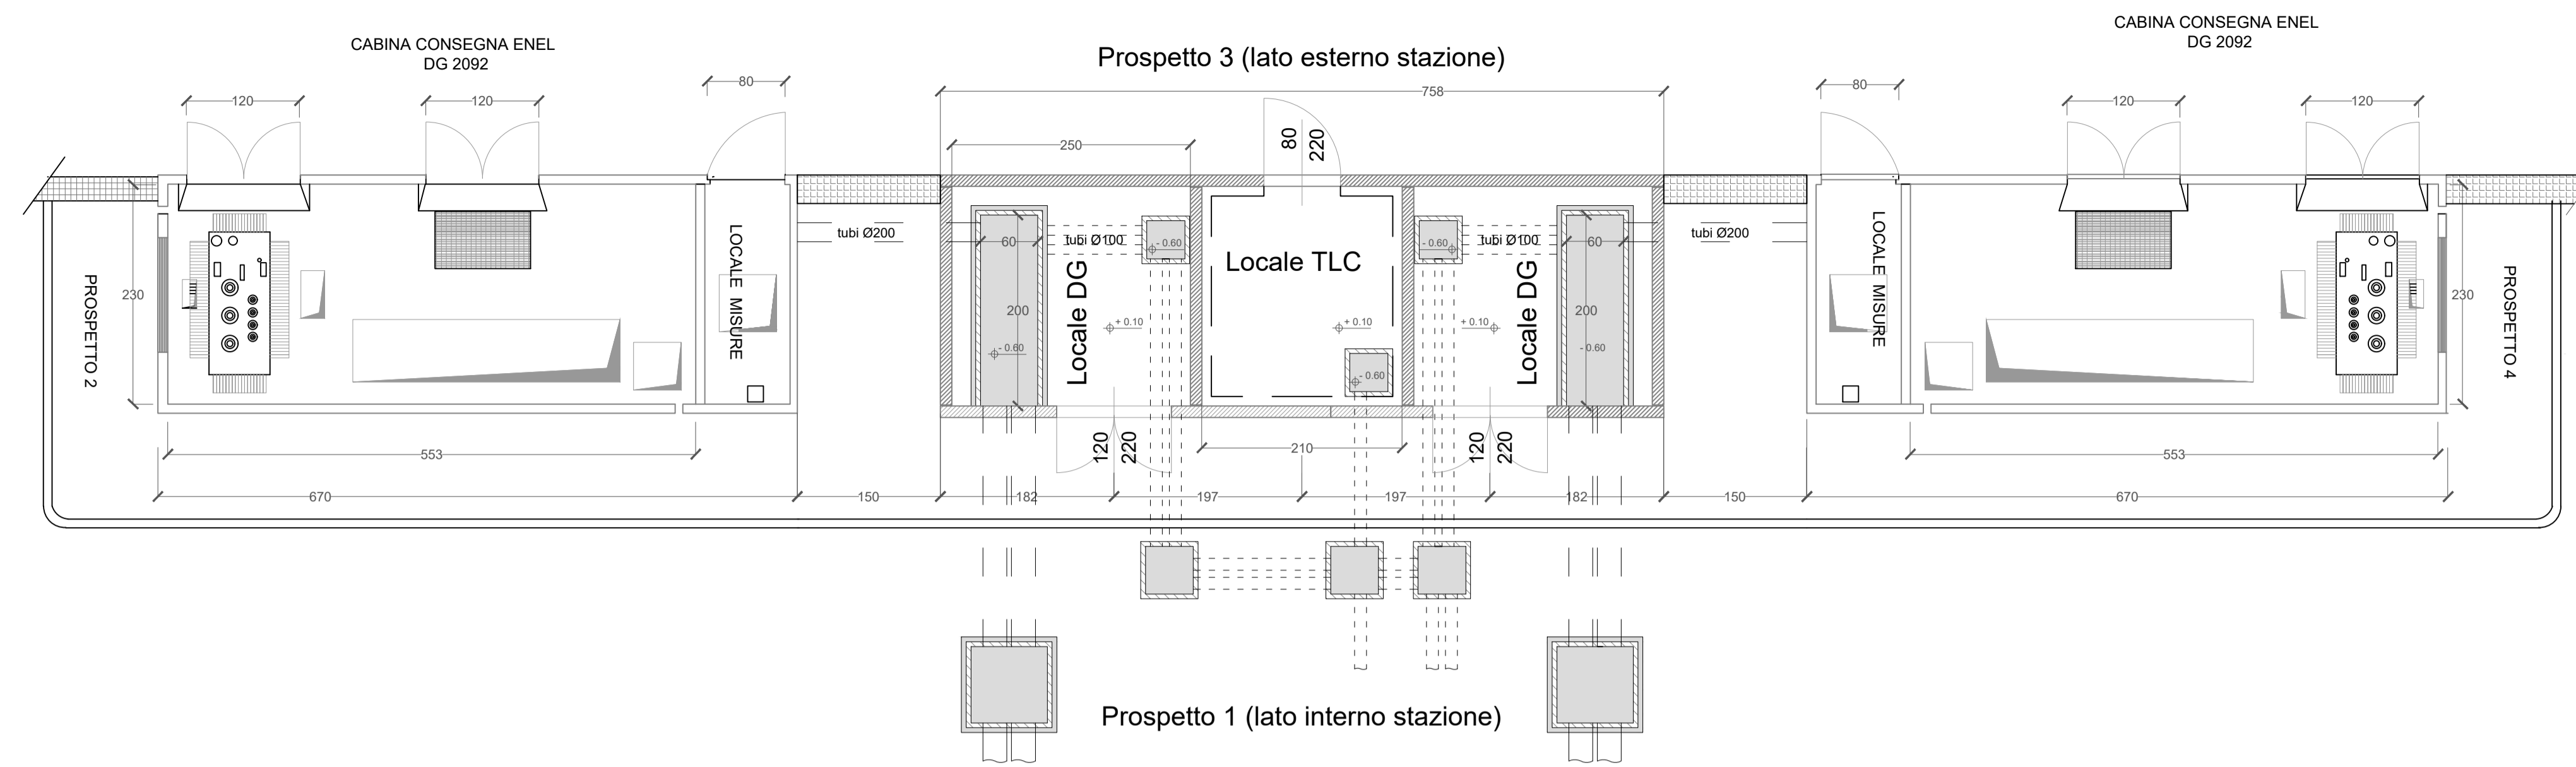 CABINA CONSEGNA ENEL
DG 2092
CABINA CONSEGNA ENEL
DG 2092
Prospetto 3 (lato esterno stazione)
120
120
80
758
80
120
120
250
80
220
tubi Ø200
60
tubi Ø100
- 0.60
- 0.60
tubi Ø100
60
tubi Ø200
PROSPETTO 2
230
LOCALE MISURE
200
- 0.60
Locale DG
+ 0.10
Locale TLC
+ 0.10
- 0.60
+ 0.10
Locale DG
200
- 0.60
LOCALE MISURE
230
PROSPETTO 4
553
120
220
210
120
220
553
670
150
182
197
197
182
150
670
Prospetto 1 (lato interno stazione)